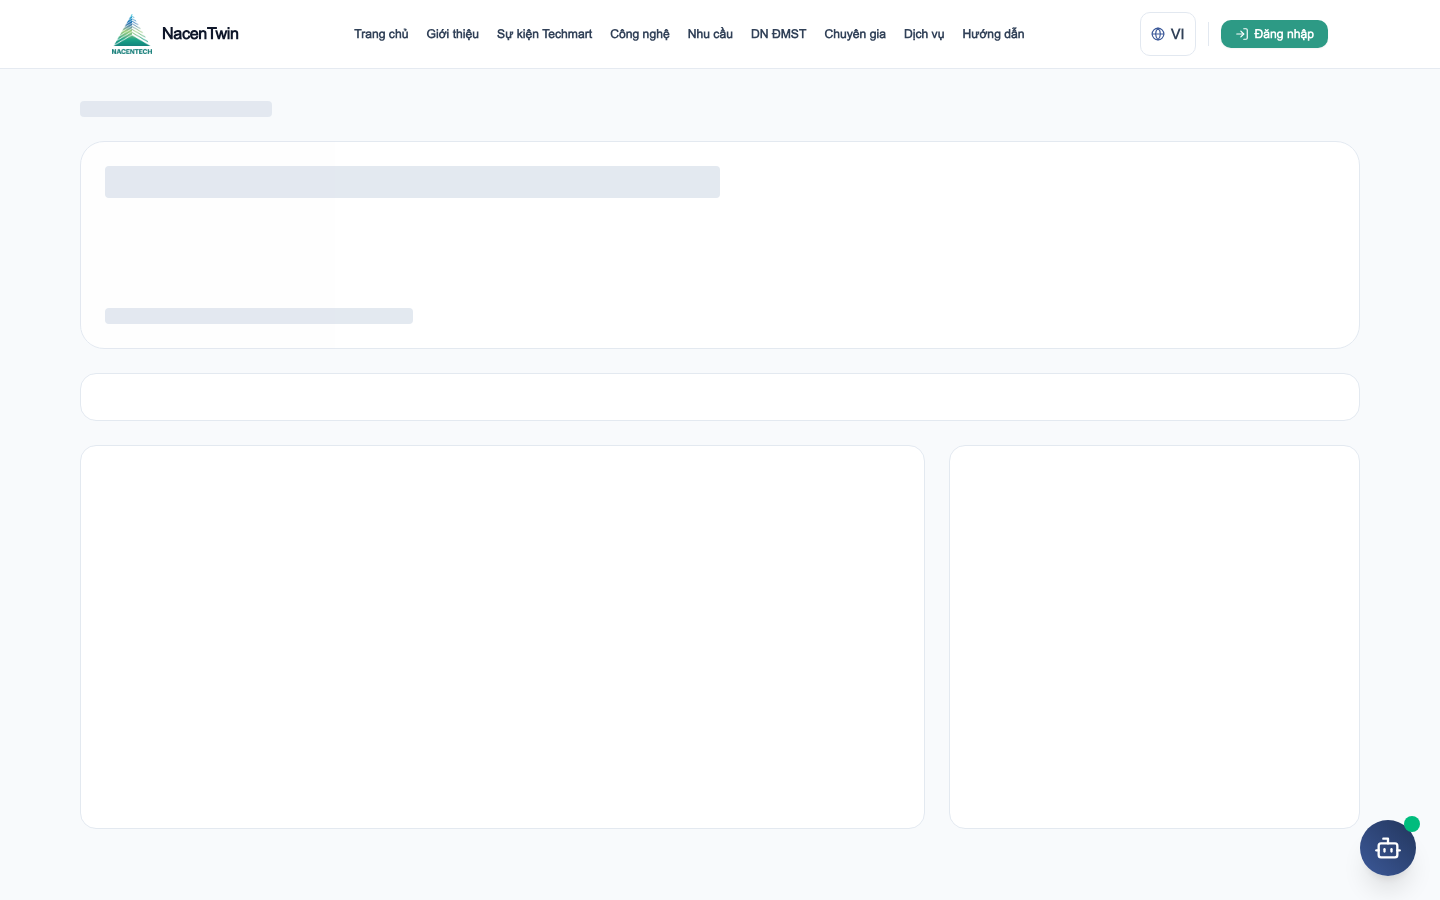 NACENTECH
NacenTwin
Trang chủ
Giới thiệu
Sự kiện Techmart
Công nghệ
Nhu cầu
DN ĐMST
Chuyên gia
Dịch vụ
Hướng dẫn
VI
Đăng nhập